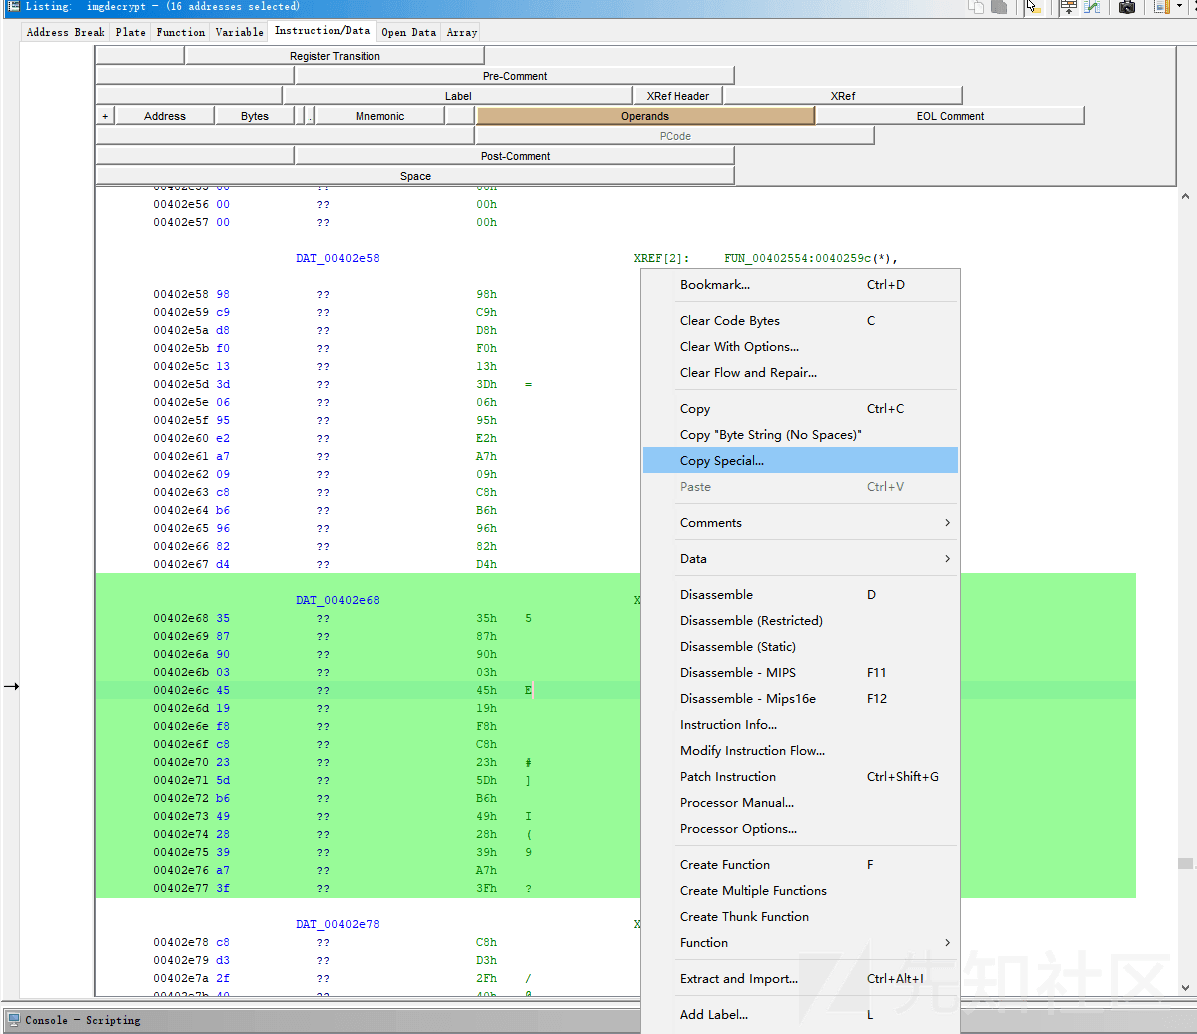 Listing: imgdecrypt — (16 addresses selected)
Address Break Plate Function Variable Instruction/Data Open Data Array
Register Transition
Pre-Comment
Label XRef Header XRef
+ Address Bytes . Mnemonic Operands EOL Comment
PCode
Post-Comment
Space
00402e55 00 ?? 00h
00402e56 00 ?? 00h
00402e57 00 ?? 00h
DAT_00402e58 XREF[2]: FUN_00402554:0040259c(*),
00402e58 98 ?? 98h
00402e59 c9 ?? C9h
00402e5a d8 ?? D8h
00402e5b f0 ?? F0h
00402e5c 13 ?? 13h
00402e5d 3d ?? 3Dh =
00402e5e 06 ?? 06h
00402e5f 95 ?? 95h
00402e60 e2 ?? E2h
00402e61 a7 ?? A7h
00402e62 09 ?? 09h
00402e63 c8 ?? C8h
00402e64 b6 ?? B6h
00402e65 96 ?? 96h
00402e66 82 ?? 82h
00402e67 d4 ?? D4h
DAT_00402e68 X
00402e68 35 ?? 35h 5
00402e69 87 ?? 87h
00402e6a 90 ?? 90h
00402e6b 03 ?? 03h
00402e6c 45 ?? 45h E
00402e6d 19 ?? 19h
00402e6e f8 ?? F8h
00402e6f c8 ?? C8h
00402e70 23 ?? 23h #
00402e71 5d ?? 5Dh ]
00402e72 b6 ?? B6h
00402e73 49 ?? 49h I
00402e74 28 ?? 28h (
00402e75 39 ?? 39h 9
00402e76 a7 ?? A7h
00402e77 3f ?? 3Fh ?
DAT_00402e78 X
00402e78 c8 ?? C8h
00402e79 d3 ?? D3h
00402e7a 2f ?? 2Fh /
00402e7b 40 ?? 40h @
Bookmark... Ctrl+D
Clear Code Bytes C
Clear With Options...
Clear Flow and Repair...
Copy Ctrl+C
Copy "Byte String (No Spaces)"
Copy Special...
Paste Ctrl+V
Comments
Data
Disassemble D
Disassemble (Restricted)
Disassemble (Static)
Disassemble - MIPS F11
Disassemble - Mips16e F12
Instruction Info...
Modify Instruction Flow...
Patch Instruction Ctrl+Shift+G
Processor Manual...
Processor Options...
Create Function F
Create Multiple Functions
Create Thunk Function
Function
Extract and Import... Ctrl+Alt+I
Add Label... L
先知社区
Console — Scripting